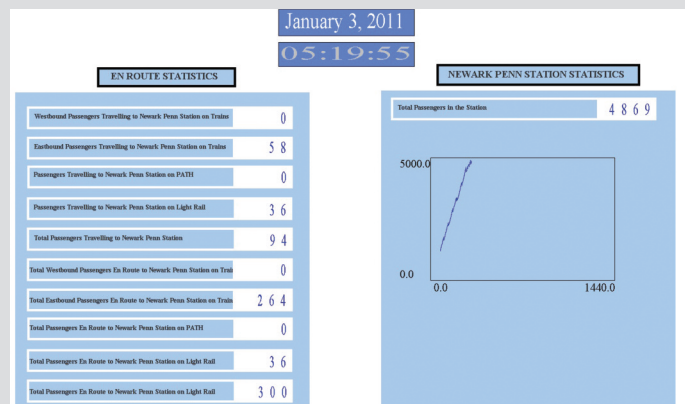 January 3, 2011
05:19:55
EN ROUTE STATISTICS
Westbound Passengers Travelling to Newark Penn Station on Trains 0
Eastbound Passengers Travelling to Newark Penn Station on Trains 58
Passengers Travelling to Newark Penn Station on PATH 0
Passengers Travelling to Newark Penn Station on Light Rail 36
Total Passengers Travelling to Newark Penn Station 94
Total Westbound Passengers En Route to Newark Penn Station on Trai 0
Total Eastbound Passengers En Route to Newark Penn Station on Train 264
Total Passengers En Route to Newark Penn Station on PATH 0
Total Passengers En Route to Newark Penn Station on Light Rail 36
Total Passengers En Route to Newark Penn Station on Light Rail 300
NEWARK PENN STATION STATISTICS
Total Passengers in the Station 4869
5000.0
0.0
0.0 1440.0